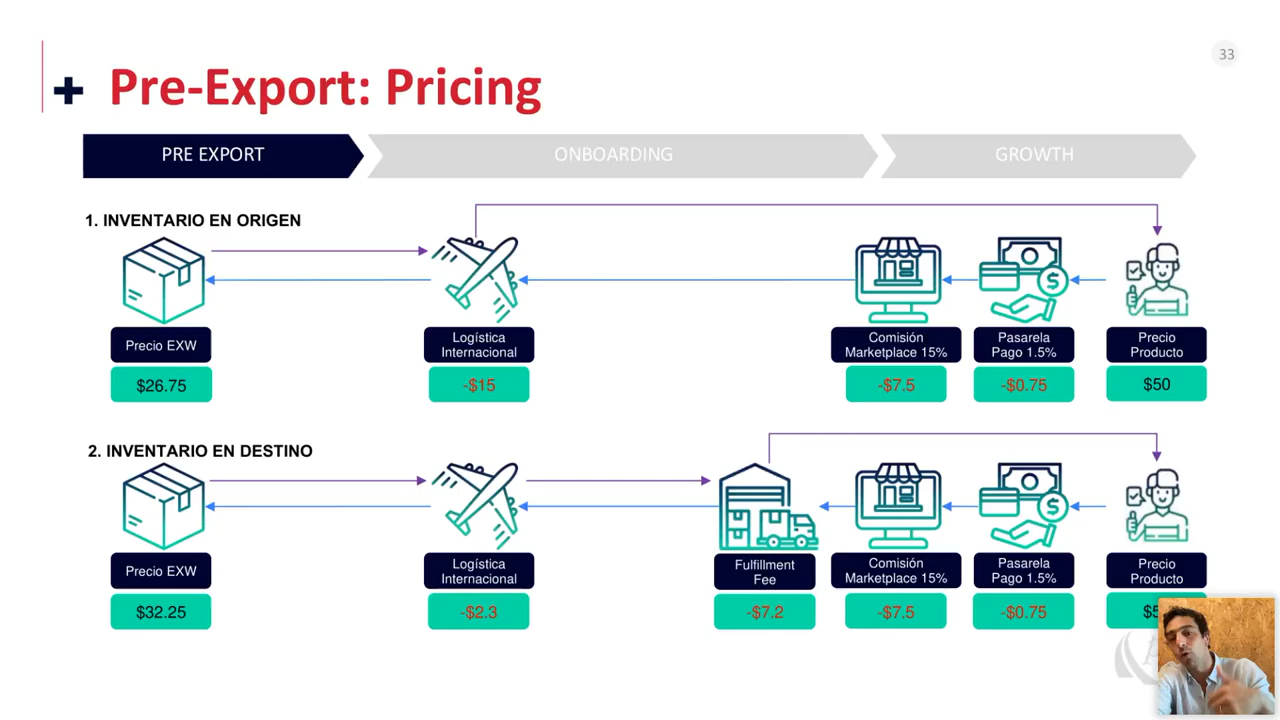 33
+ Pre-Export: Pricing
PRE EXPORT
ONBOARDING
GROWTH
1. INVENTARIO EN ORIGEN
Precio EXW
Logística
Internacional
Comisión
Marketplace 15%
Pasarela
Pago 1.5%
Precio
Producto
$26.75
-$15
-$7.5
-$0.75
$50
2. INVENTARIO EN DESTINO
Precio EXW
Logística
Internacional
Fulfillment
Fee
Comisión
Marketplace 15%
Pasarela
Pago 1.5%
Precio
Producto
$32.25
-$2.3
-$7.2
-$7.5
-$0.75